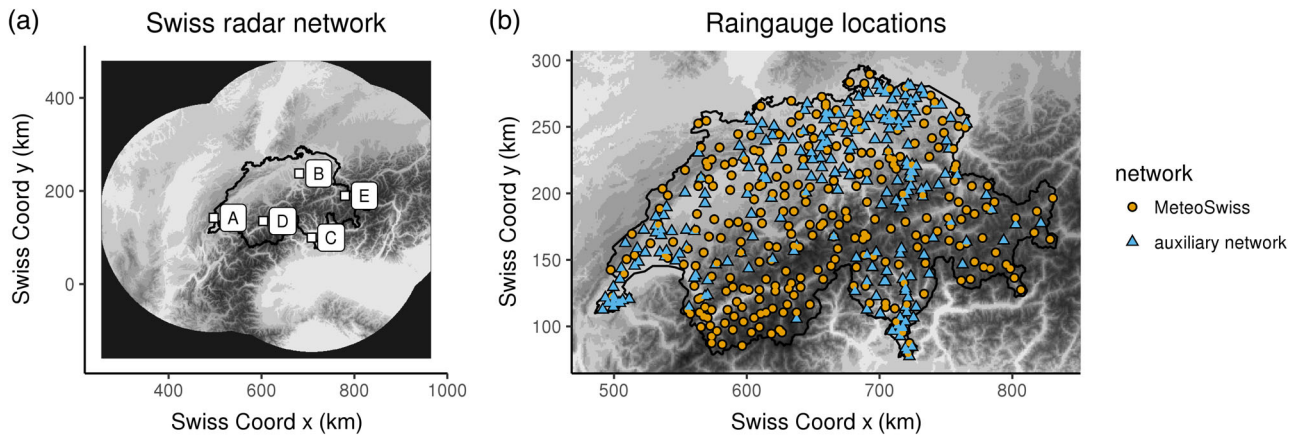 (a) Swiss radar network
Swiss Coord y (km)
400
200
0
A
B
C
D
E
400 600 800 1000
Swiss Coord x (km)
(b) Raingauge locations
Swiss Coord y (km)
300
250
200
150
100
500 600 700 800
Swiss Coord x (km)
network
MeteoSwiss
auxiliary network